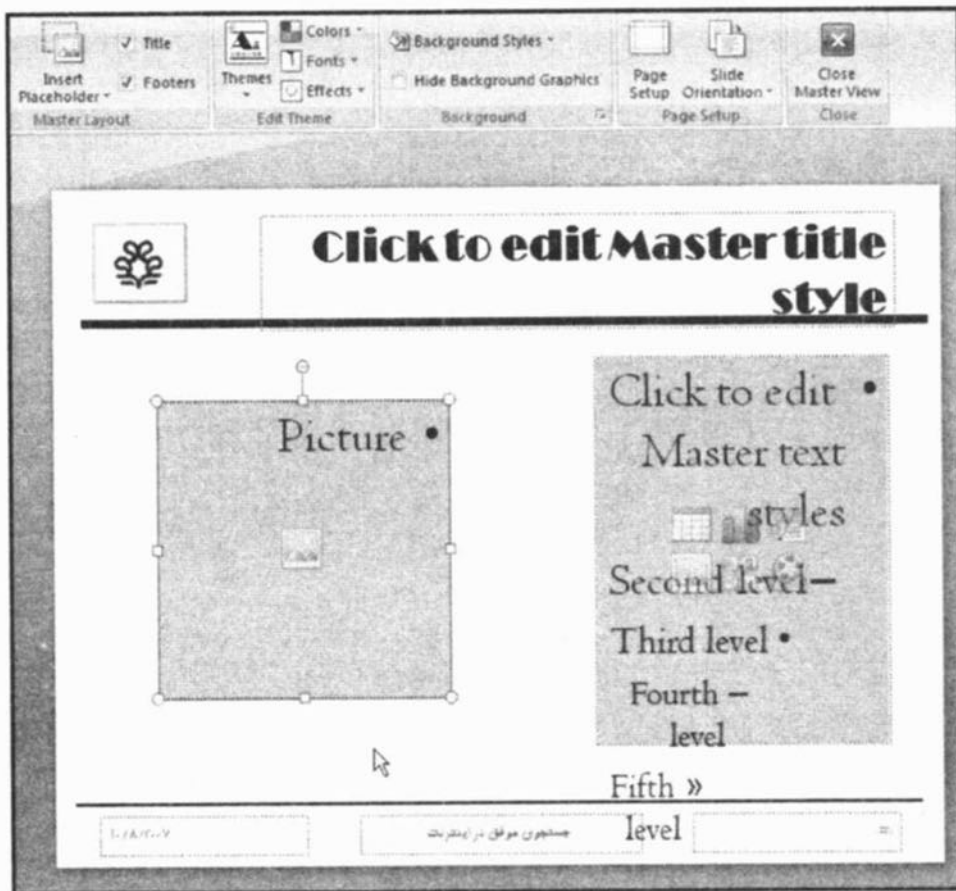 Title
Footers
Insert
Placeholder
Master Layout
Themes
Colors
Fonts
Effects
Edit Theme
Background Styles
Hide Background Graphics
Background
Page
Setup
Slide
Orientation
Page Setup
Close
Master View
Close
Click to edit Master title
style
Picture •
Click to edit •
Master text
styles
Second level –
Third level •
Fourth –
level
Fifth »
level
جستجوی موفق در اینترنت